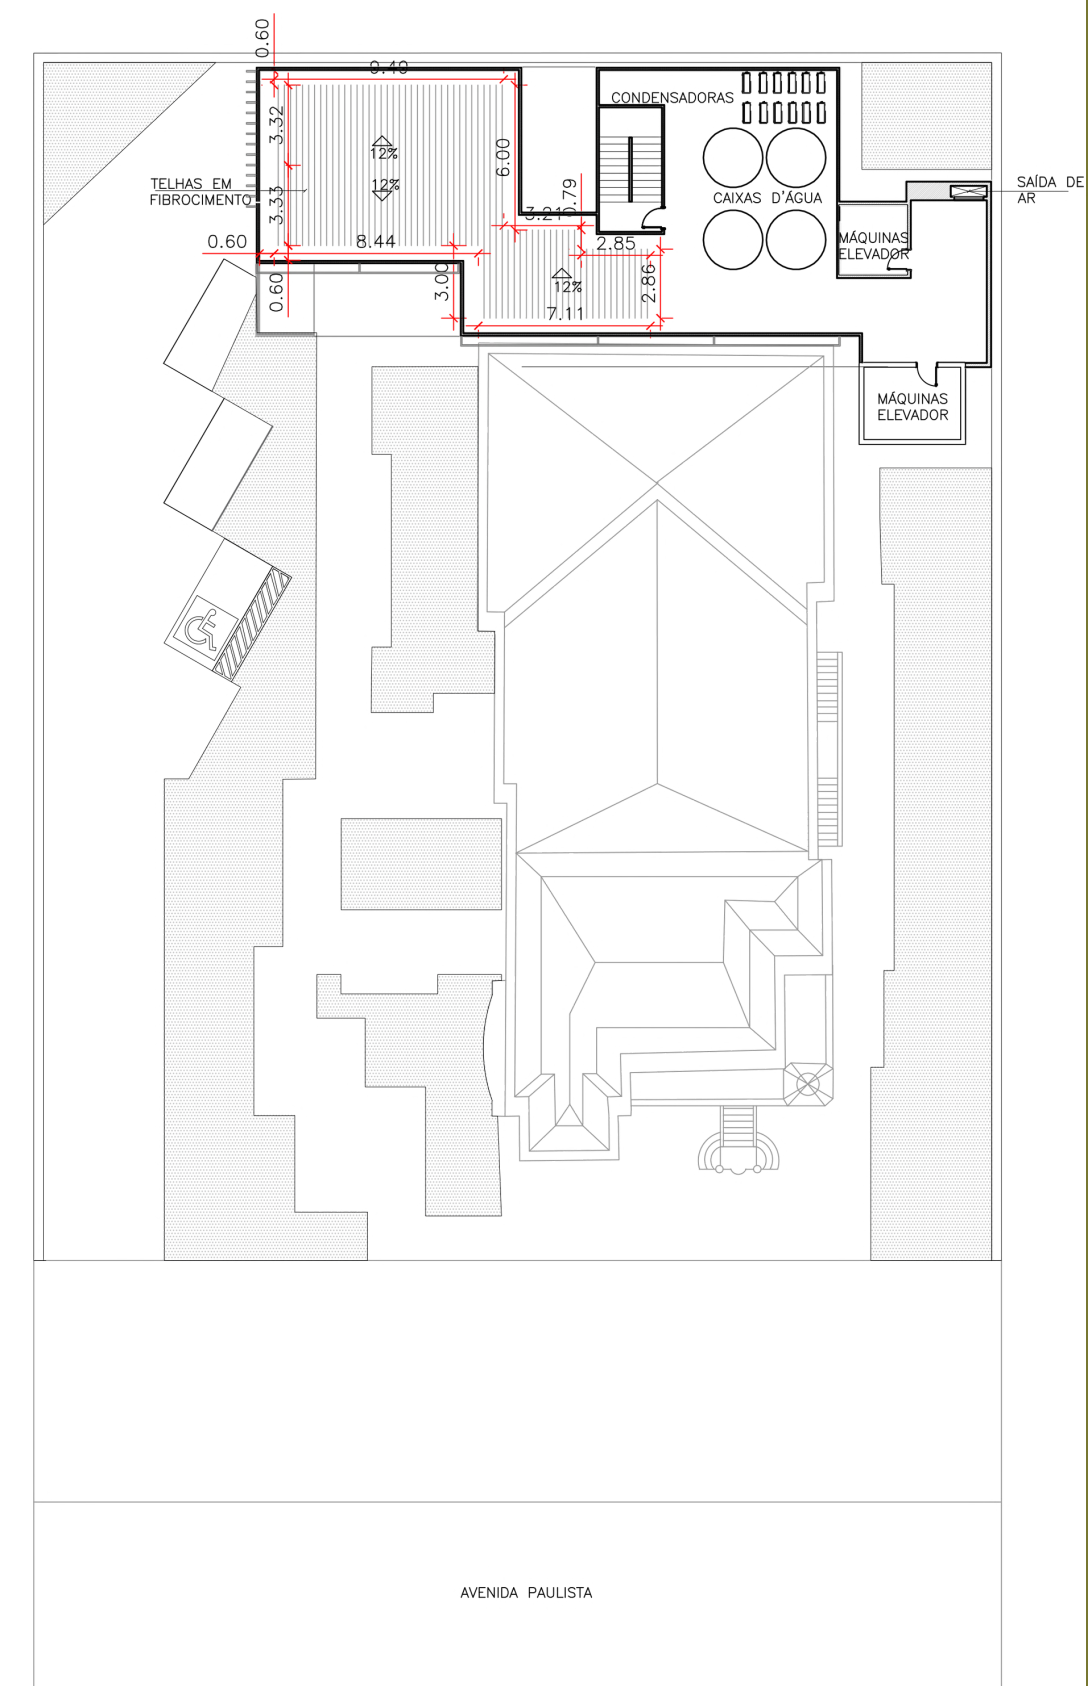 0.60
9.49
CONDENSADORAS
3.32
12%
6.00
12%
TELHAS EM
FIBROCIMENTO
3.33
0.79
CAIXAS D'ÁGUA
SAÍDA DE
AR
3.21
0.60
8.44
2.85
MÁQUINAS
ELEVADOR
0.60
3.00
12%
2.86
7.11
MÁQUINAS
ELEVADOR
AVENIDA PAULISTA